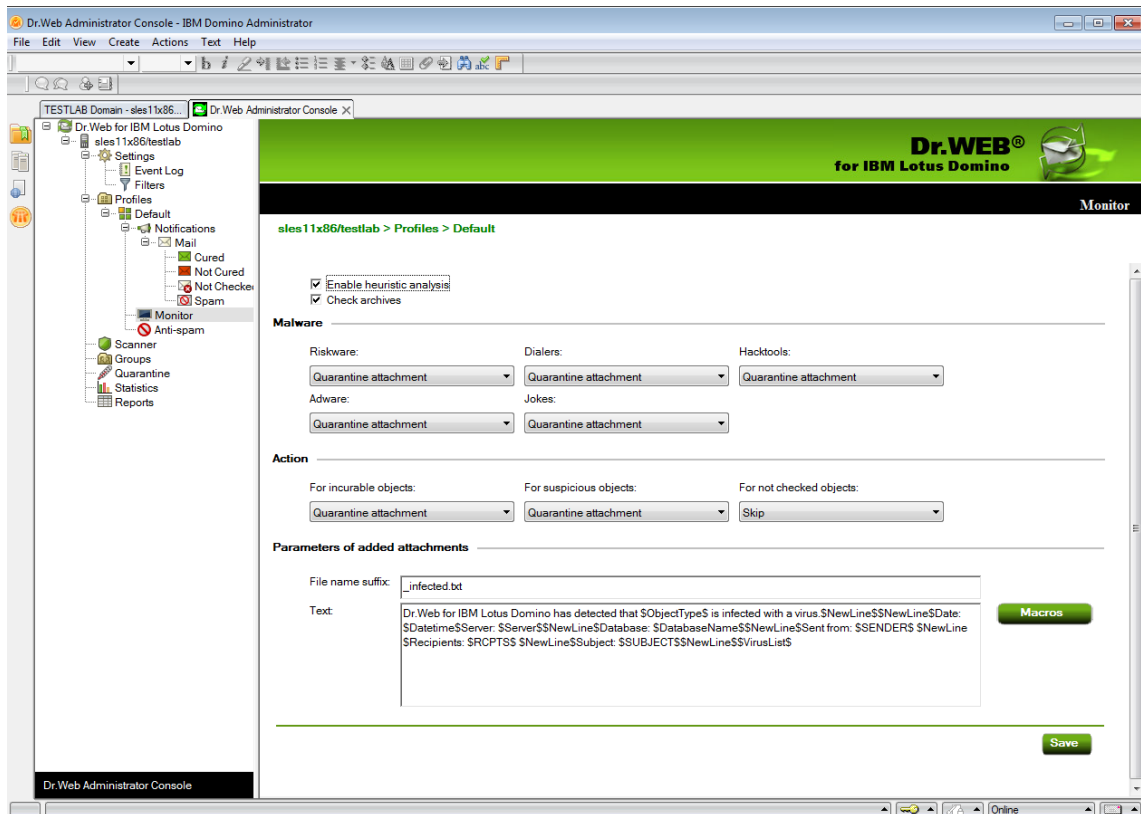 Dr.Web Administrator Console - IBM Domino Administrator
File Edit View Create Actions Text Help
TESTLAB Domain - sles11x86...
Dr.Web Administrator Console
Dr.Web for IBM Lotus Domino
sles11x86/testlab
Settings
Event Log
Filters
Profiles
Default
Notifications
Mail
Cured
Not Cured
Not Checke
Spam
Monitor
Anti-spam
Scanner
Groups
Quarantine
Statistics
Reports
Dr.Web Administrator Console
Dr.WEB®
for IBM Lotus Domino
Monitor
sles11x86/testlab > Profiles > Default
Enable heuristic analysis
Check archives
Malware
Riskware: Dialers: Hacktools:
Quarantine attachment Quarantine attachment Quarantine attachment
Adware: Jokes:
Quarantine attachment Quarantine attachment
Action
For incurable objects: For suspicious objects: For not checked objects:
Quarantine attachment Quarantine attachment Skip
Parameters of added attachments
File name suffix: _infected.txt
Text:
Dr.Web for IBM Lotus Domino has detected that $ObjectType$ is infected with a virus.$NewLine$$NewLine$Date:
$Datetime$Server: $Server$$NewLine$Database: $DatabaseName$$NewLine$Sent from: $SENDER$ $NewLine
$Recipients: $RCPTS$ $NewLine$Subject: $SUBJECT$$NewLine$$VirusList$
Macros
Save
Online